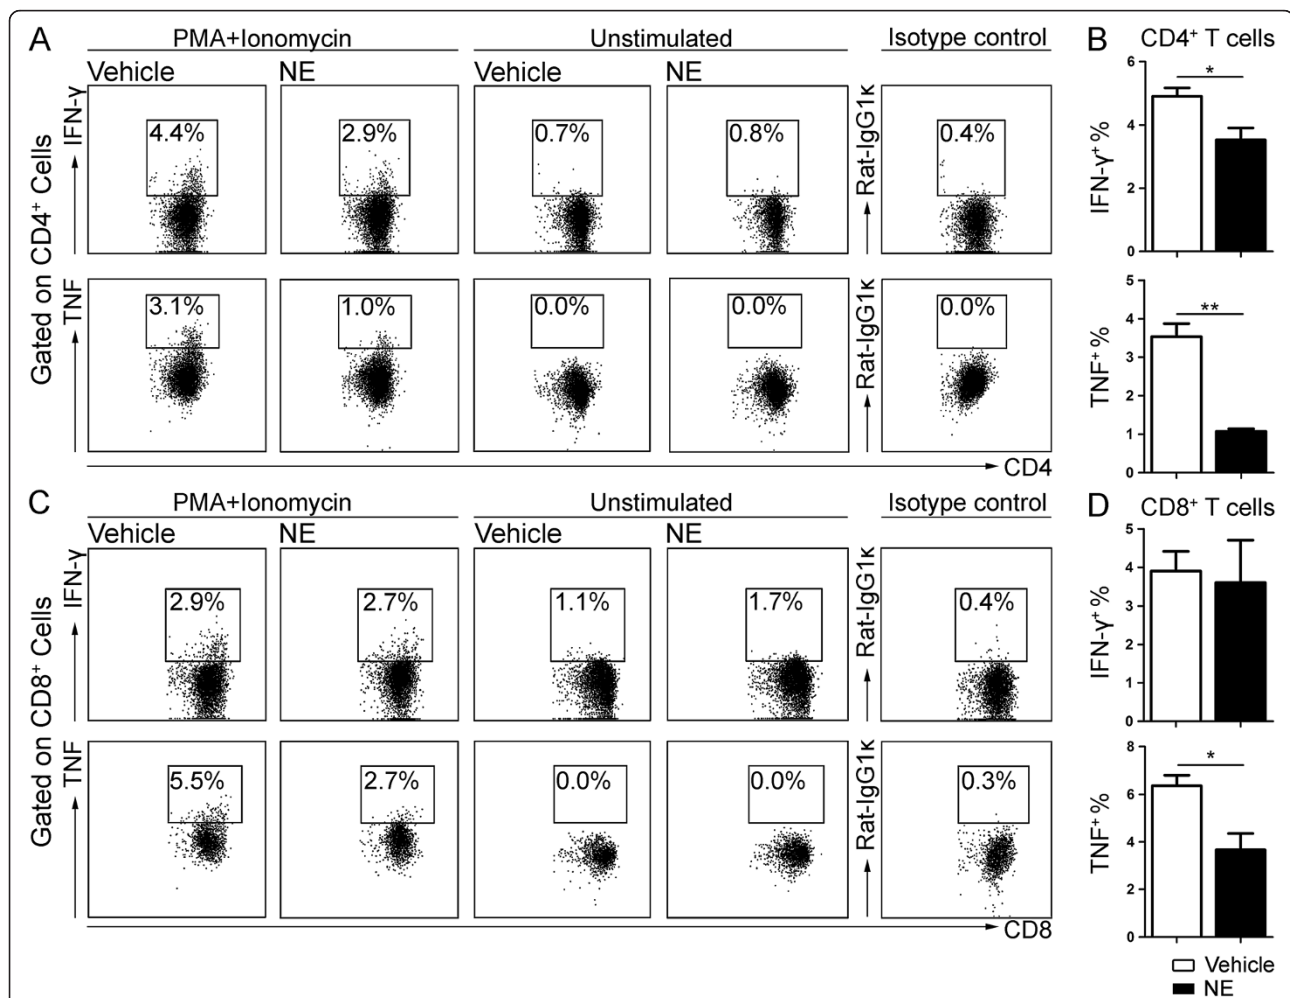 A
PMA+Ionomycin Unstimulated Isotype control
Vehicle NE Vehicle NE
Gated on CD4⁺ Cells
IFN-γ
4.4% 2.9% 0.7% 0.8% 0.4%
Rat-IgG1κ
TNF
3.1% 1.0% 0.0% 0.0% 0.0%
Rat-IgG1κ
CD4
B CD4⁺ T cells
IFN-γ⁺ %
6
4
2
0
*
TNF⁺ %
5
4
3
2
1
0
**
C
PMA+Ionomycin Unstimulated Isotype control
Vehicle NE Vehicle NE
Gated on CD8⁺ Cells
IFN-γ
2.9% 2.7% 1.1% 1.7% 0.4%
Rat-IgG1κ
TNF
5.5% 2.7% 0.0% 0.0% 0.3%
Rat-IgG1κ
CD8
D CD8⁺ T cells
IFN-γ⁺ %
5
4
3
2
1
0
TNF⁺ %
8
6
4
2
0
*
Vehicle
NE